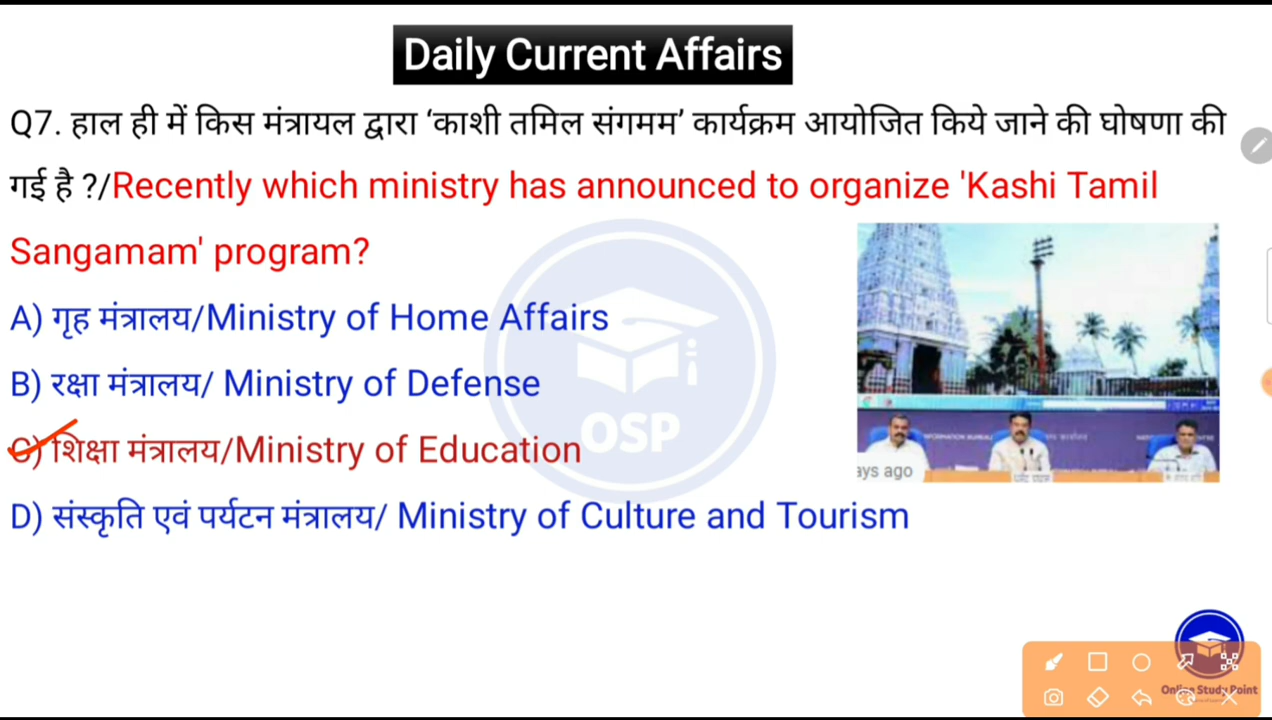 Daily Current Affairs
Q7. हाल ही में किस मंत्रायल द्वारा ‘काशी तमिल संगमम’ कार्यक्रम आयोजित किये जाने की घोषणा की
गई है ?/Recently which ministry has announced to organize 'Kashi Tamil
Sangamam' program?
A) गृह मंत्रालय/Ministry of Home Affairs
B) रक्षा मंत्रालय/ Ministry of Defense
C) शिक्षा मंत्रालय/Ministry of Education
D) संस्कृति एवं पर्यटन मंत्रालय/ Ministry of Culture and Tourism
OSP
ays ago
Online Study Point